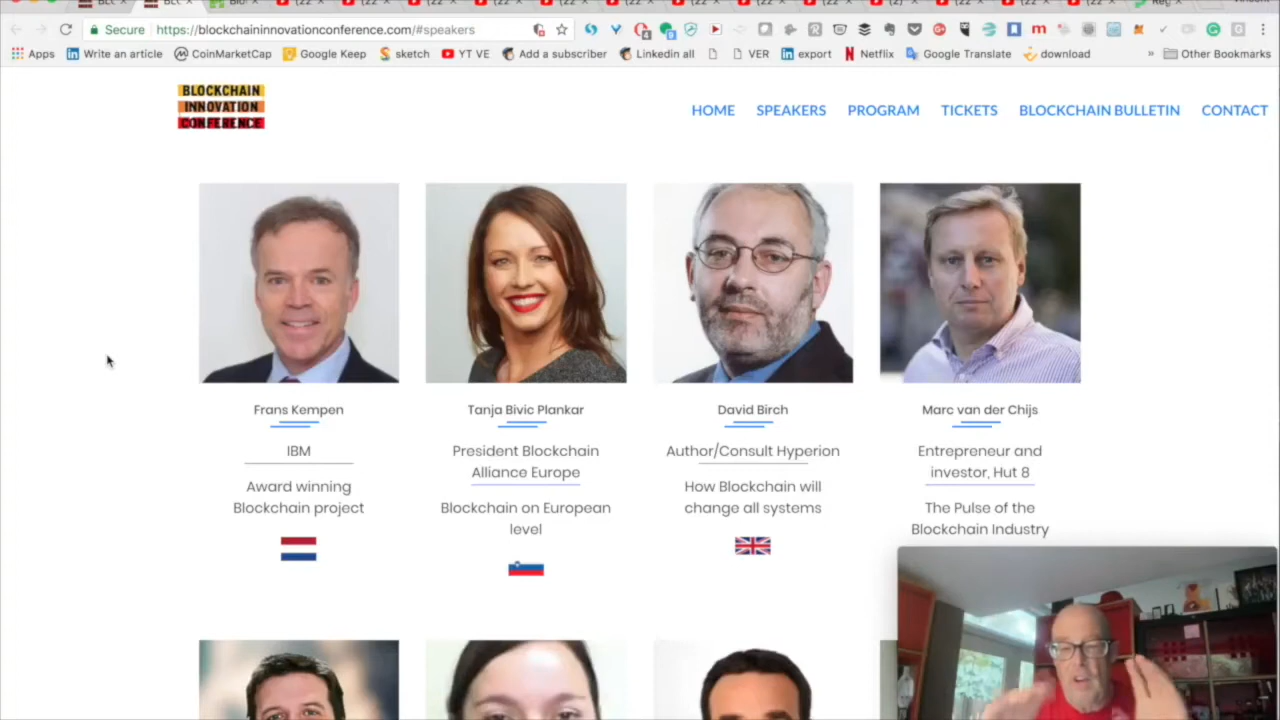 Secure https://blockchaininnovationconference.com/#speakers
Apps Write an article CoinMarketCap Google Keep sketch YT VE Add a subscriber Linkedin all VER export Netflix Google Translate download » Other Bookmarks
BLOCKCHAIN
INNOVATION
CONFERENCE
HOME SPEAKERS PROGRAM TICKETS BLOCKCHAIN BULLETIN CONTACT
Frans Kempen
IBM
Award winning
Blockchain project
Tanja Bivic Plankar
President Blockchain
Alliance Europe
Blockchain on European
level
David Birch
Author/Consult Hyperion
How Blockchain will
change all systems
Marc van der Chijs
Entrepreneur and
investor, Hut 8
The Pulse of the
Blockchain Industry